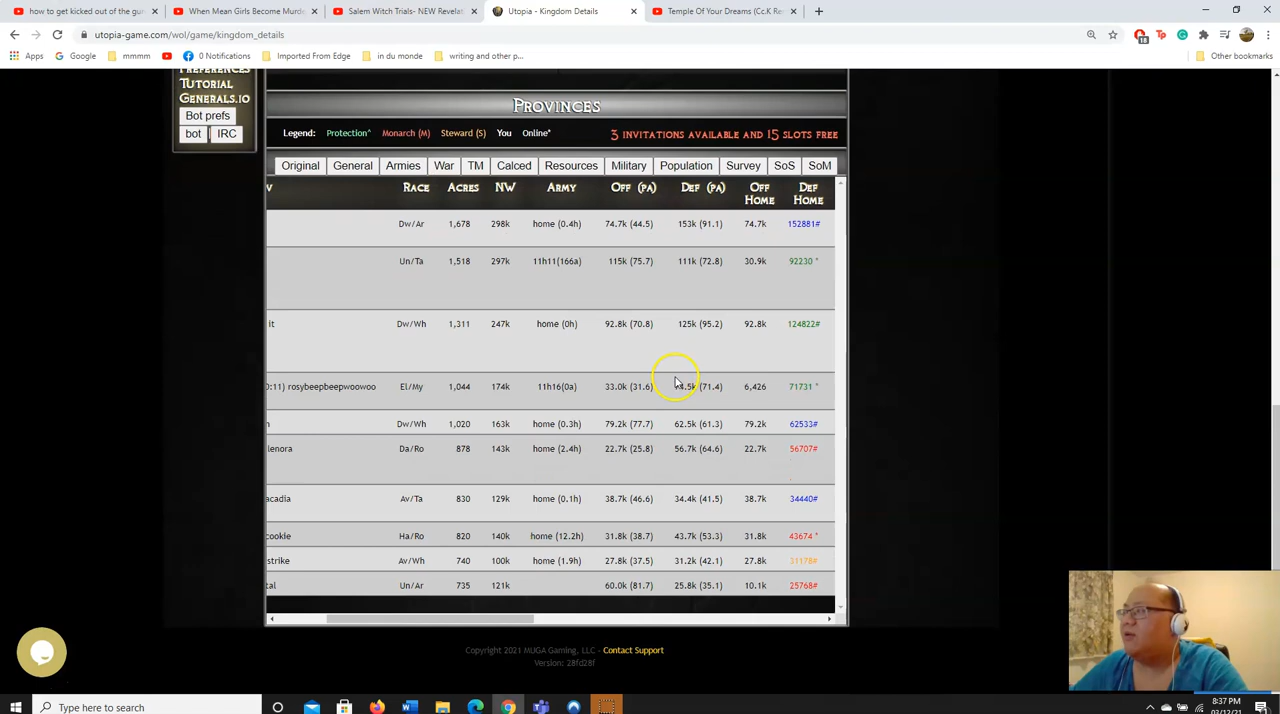 how to get kicked out of the gu
When Mean Girls Become Murde
Salem Witch Trials- NEW Revelat
Utopia - Kingdom Details
Temple Of Your Dreams (Cc.K Re
utopia-game.com/wol/game/kingdom_details
18
Apps
Google
mmmm
0 Notifications
Imported From Edge
in du monde
writing and other p...
Other bookmarks
Preferences
Tutorial
Generals.io
Bot prefs
bot
IRC
Provinces
Legend: Protection^ Monarch (M) Steward (S) You Online*
3 invitations available and 15 slots free
Original General Armies War TM Calced Resources Military Population Survey SoS SoM
v Race Acres NW Army Off (pa) Def (pa) Off Home Def Home
Dw/Ar 1,678 298k home (0.4h) 74.7k (44.5) 153k (91.1) 74.7k 152881#
Un/Ta 1,518 297k 11h11(166a) 115k (75.7) 111k (72.8) 30.9k 92230 *
it Dw/Wh 1,311 247k home (0h) 92.8k (70.8) 125k (95.2) 92.8k 124822#
0:11) rosybeepbeepwoowoo El/My 1,044 174k 11h16(0a) 33.0k (31.6) .5k (71.4) 6,426 71731 *
n Dw/Wh 1,020 163k home (0.3h) 79.2k (77.7) 62.5k (61.3) 79.2k 62533#
lenora Da/Ro 878 143k home (2.4h) 22.7k (25.8) 56.7k (64.6) 22.7k 56707#
acadia Av/Ta 830 129k home (0.1h) 38.7k (46.6) 34.4k (41.5) 38.7k 34440#
cookie Ha/Ro 820 140k home (12.2h) 31.8k (38.7) 43.7k (53.3) 31.8k 43674 *
strike Av/Wh 740 100k home (1.9h) 27.8k (37.5) 31.2k (42.1) 27.8k 31178#
tal Un/Ar 735 121k 60.0k (81.7) 25.8k (35.1) 10.1k 25768#
Copyright 2021 MUGA Gaming, LLC - Contact Support
Version: 28fd28f
Type here to search
8:37 PM
03/12/21